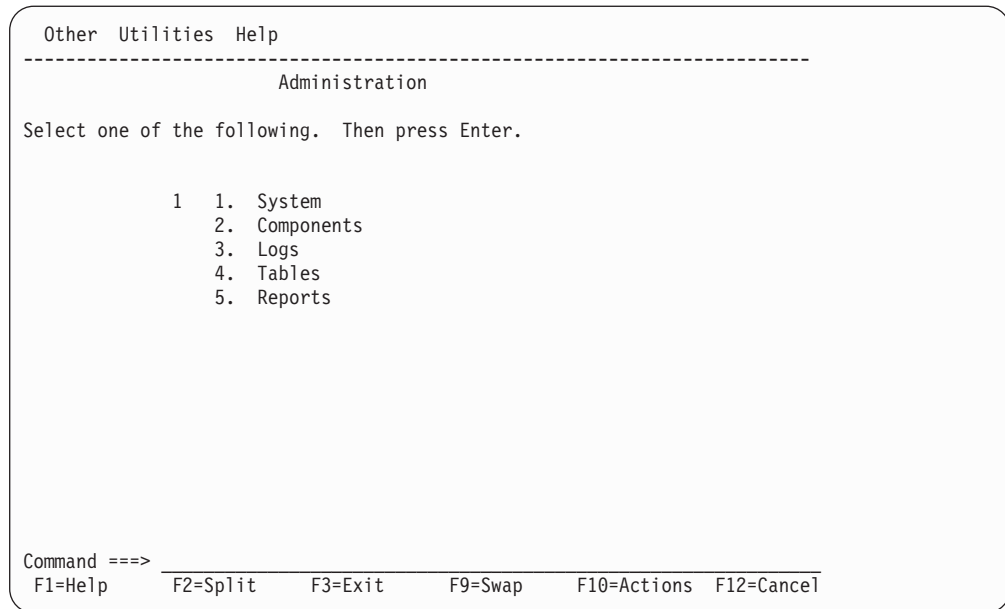 Other Utilities Help
--------------------------------------------------------------------------
Administration
Select one of the following. Then press Enter.
1 1. System
2. Components
3. Logs
4. Tables
5. Reports
Command ===> ______________________________________________________________
F1=Help F2=Split F3=Exit F9=Swap F10=Actions F12=Cancel